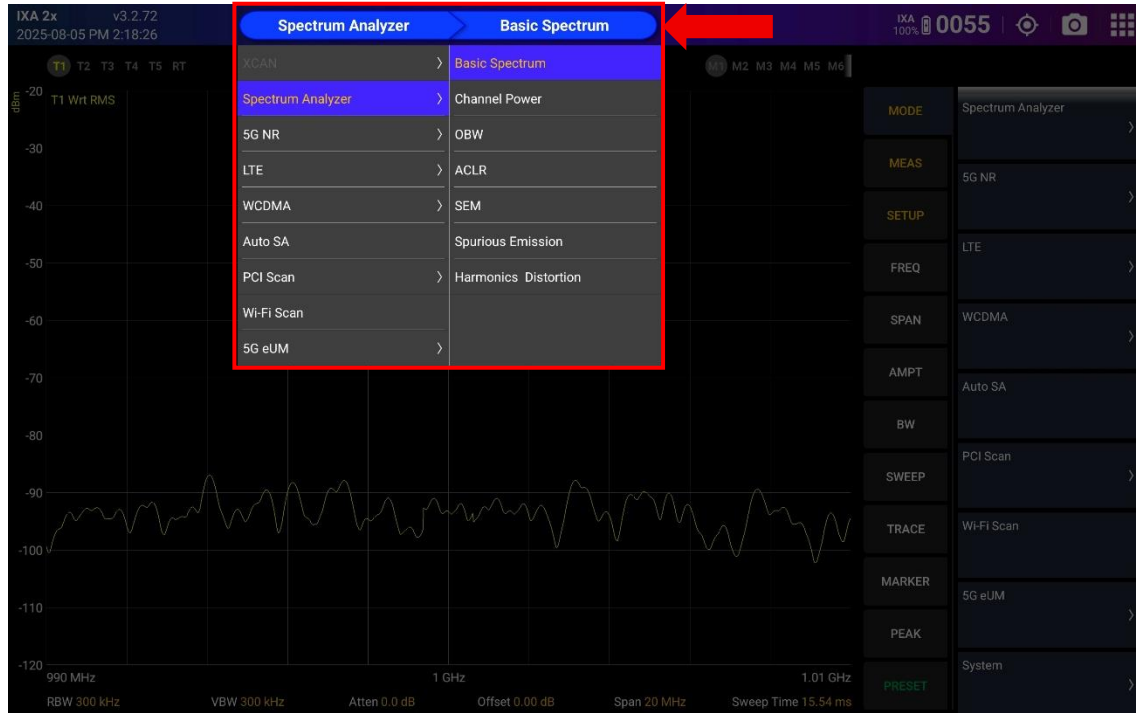 IXA 2x v3.2.72
2025-08-05 PM 2:18:26
Spectrum Analyzer
Basic Spectrum
IXA
100%
0055
T1 T2 T3 T4 T5 RT
M1 M2 M3 M4 M5 M6
XCAN
Spectrum Analyzer
5G NR
LTE
WCDMA
Auto SA
PCI Scan
Wi-Fi Scan
5G eUM
Basic Spectrum
Channel Power
OBW
ACLR
SEM
Spurious Emission
Harmonics Distortion
dBm
T1 Wrt RMS
-20
-30
-40
-50
-60
-70
-80
-90
-100
-110
-120
990 MHz
1 GHz
1.01 GHz
RBW 300 kHz
VBW 300 kHz
Atten 0.0 dB
Offset 0.00 dB
Span 20 MHz
Sweep Time 15.54 ms
MODE
MEAS
SETUP
FREQ
SPAN
AMPT
BW
SWEEP
TRACE
MARKER
PEAK
PRESET
Spectrum Analyzer
5G NR
LTE
WCDMA
Auto SA
PCI Scan
Wi-Fi Scan
5G eUM
System